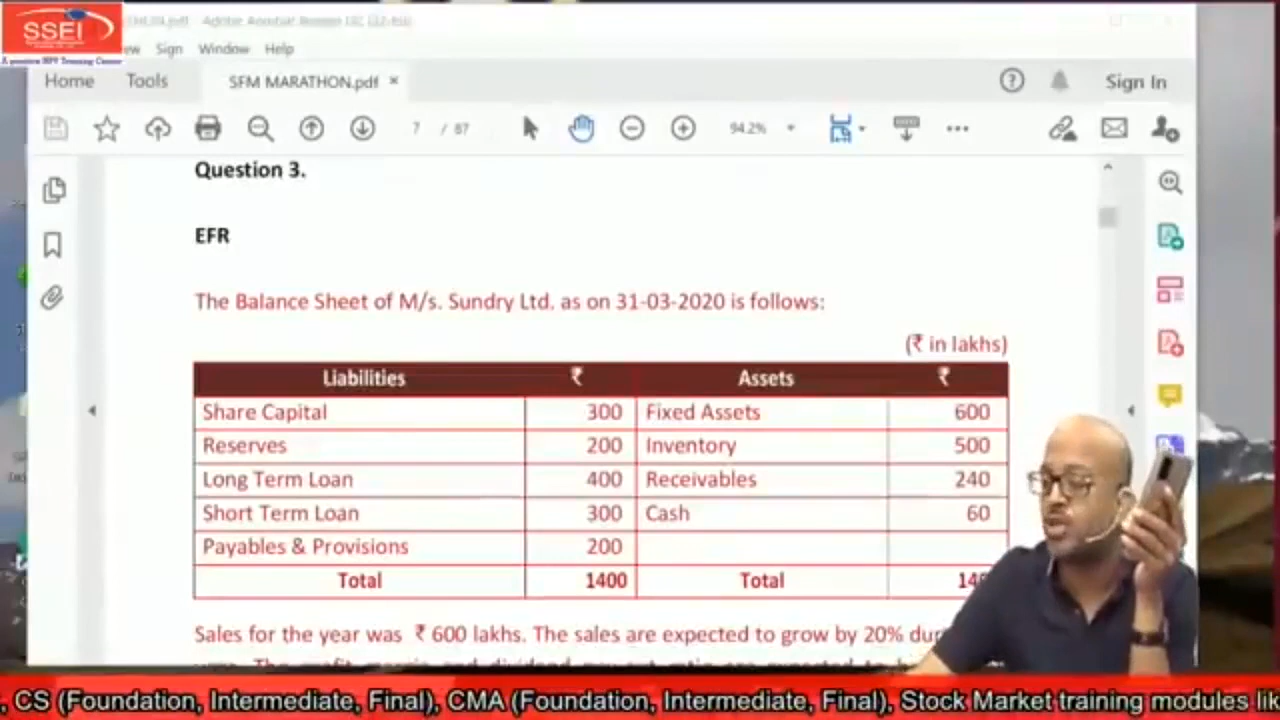 SSEI
Sign Window Help
Home Tools SFM MARATHON.pdf × Sign In
7 / 87 94.2%
Question 3.
EFR
The Balance Sheet of M/s. Sundry Ltd. as on 31-03-2020 is follows:
(₹ in lakhs)
Liabilities ₹ Assets ₹
Share Capital 300 Fixed Assets 600
Reserves 200 Inventory 500
Long Term Loan 400 Receivables 240
Short Term Loan 300 Cash 60
Payables & Provisions 200
Total 1400 Total
Sales for the year was ₹ 600 lakhs. The sales are expected to grow by 20%
, CS (Foundation, Intermediate, Final), CMA (Foundation, Intermediate, Final), Stock Market training modules lik